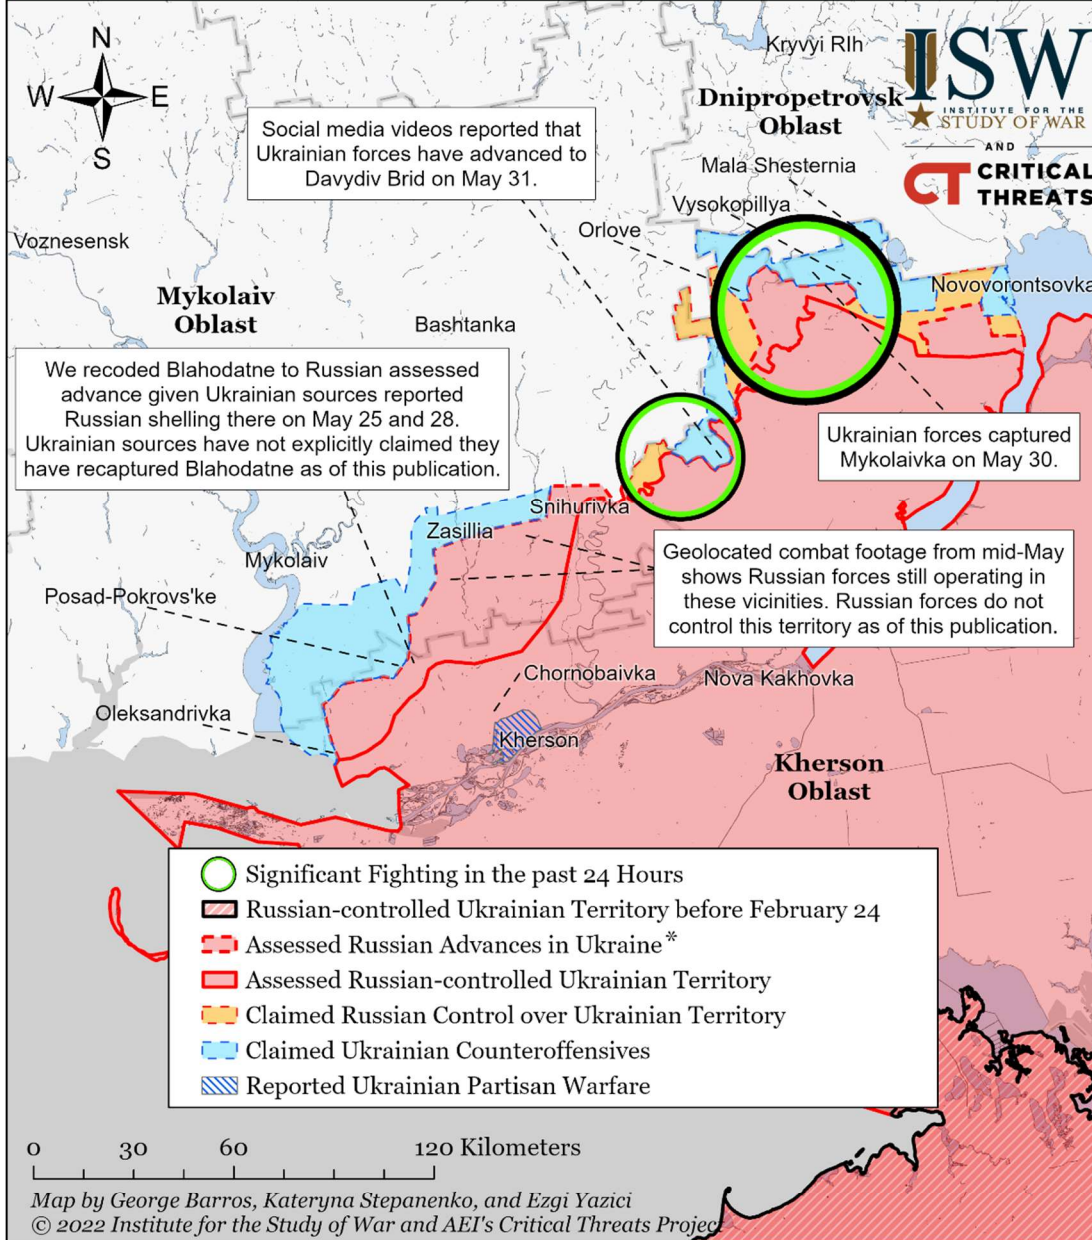 N
W E
S
Kryvyi RIh
ISW
INSTITUTE FOR THE
STUDY OF WAR
AND
CT CRITICAL
THREATS
Dnipropetrovsk
Oblast
Social media videos reported that
Ukrainian forces have advanced to
Davydiv Brid on May 31.
Mala Shesternia
Vysokopillya
Orlove
Voznesensk
Mykolaiv
Oblast
Novovorontsovka
Bashtanka
We recoded Blahodatne to Russian assessed
advance given Ukrainian sources reported
Russian shelling there on May 25 and 28.
Ukrainian sources have not explicitly claimed they
have recaptured Blahodatne as of this publication.
Ukrainian forces captured
Mykolaivka on May 30.
Snihurivka
Zasillia
Mykolaiv
Geolocated combat footage from mid-May
shows Russian forces still operating in
these vicinities. Russian forces do not
control this territory as of this publication.
Posad-Pokrovs'ke
Chornobaivka
Nova Kakhovka
Oleksandrivka
Kherson
Kherson
Oblast
Significant Fighting in the past 24 Hours
Russian-controlled Ukrainian Territory before February 24
Assessed Russian Advances in Ukraine*
Assessed Russian-controlled Ukrainian Territory
Claimed Russian Control over Ukrainian Territory
Claimed Ukrainian Counteroffensives
Reported Ukrainian Partisan Warfare
0 30 60 120 Kilometers
Map by George Barros, Kateryna Stepanenko, and Ezgi Yazici
© 2022 Institute for the Study of War and AEI's Critical Threats Project